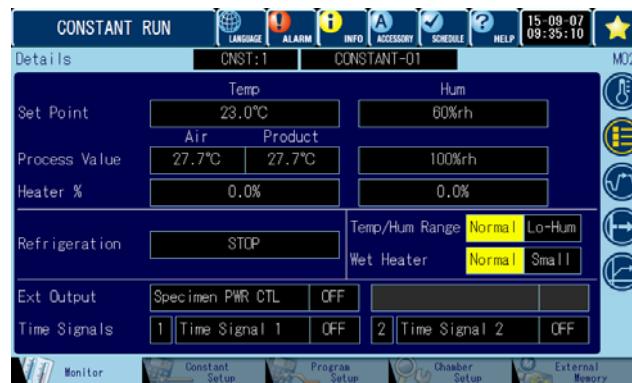 CONSTANT RUN LANGUAGE ALARM INFO ACCESSORY SCHEDULE HELP 15-09-07
09:35:10
Details CNST:1 CONSTANT-01 M02
Temp Hum
Set Point 23.0℃ 60%rh
Air Product
Process Value 27.7℃ 27.7℃ 100%rh
Heater % 0.0% 0.0%
Temp/Hum Range Normal Lo-Hum
Refrigeration STOP
Wet Heater Normal Small
Ext Output Specimen PWR CTL OFF
Time Signals 1 Time Signal 1 OFF 2 Time Signal 2 OFF
Monitor Constant Setup Program Setup Chamber Setup External Memory